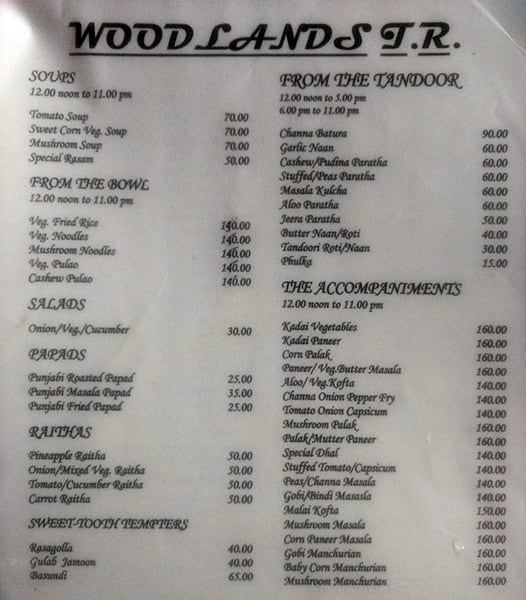 WOODLANDS T.R.
SOUPS
12.00 noon to 11.00 pm
Tomato Soup 70.00
Sweet Corn Veg. Soup 70.00
Mushroom Soup 70.00
Special Rasam 50.00
FROM THE BOWL
12.00 noon to 11.00 pm
Veg. Fried Rice 140.00
Veg. Noodles 140.00
Mushroom Noodles 140.00
Veg. Pulao 140.00
Cashew Pulao 140.00
SALADS
Onion/Veg./Cucumber 30.00
PAPADS
Punjabi Roasted Papad 25.00
Punjabi Masala Papad 35.00
Punjabi Fried Papad 25.00
RAITHAS
Pineapple Raitha 50.00
Onion/Mixed Veg. Raitha 50.00
Tomato/Cucumber Raitha 50.00
Carrot Raitha 50.00
SWEET-TOOTH TEMPTERS
Rasagolla 40.00
Gulab Jamoon 40.00
Basundi 65.00
FROM THE TANDOOR
12.00 noon to 5.00 pm
6.00 pm to 11.00 pm
Channa Batura 90.00
Garlic Naan 60.00
Cashew/Pudina Paratha 60.00
Stuffed/Peas Paratha 60.00
Masala Kulcha 60.00
Aloo Paratha 60.00
Jeera Paratha 50.00
Butter Naan/Roti 40.00
Tandoori Roti/Naan 30.00
Phulka 15.00
THE ACCOMPANIMENTS
12.00 noon to 11.00 pm
Kadai Vegetables 160.00
Kadai Paneer 160.00
Corn Palak 160.00
Paneer/ Veg.Butter Masala 160.00
Aloo/ Veg.Kofta 140.00
Channa Onion Pepper Fry 140.00
Tomato Onion Capsicum 140.00
Mushroom Palak 160.00
Palak/Mutter Paneer 160.00
Special Dhal 140.00
Stuffed Tomato/Capsicum 140.00
Peas/Channa Masala 140.00
Gobi/Bindi Masasla 140.00
Malai Kofta 150.00
Mushroom Masala 160.00
Corn Paneer Masala 160.00
Gobi Manchurian 160.00
Baby Corn Manchurian 160.00
Mushroom Manchurian 160.00